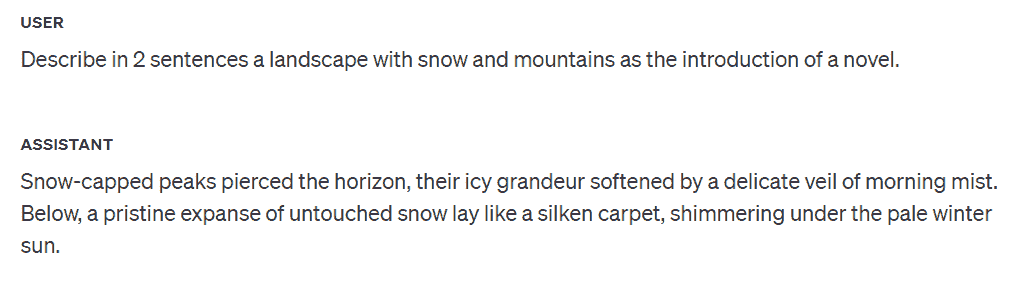 USER
Describe in 2 sentences a landscape with snow and mountains as the introduction of a novel.
ASSISTANT
Snow-capped peaks pierced the horizon, their icy grandeur softened by a delicate veil of morning mist.
Below, a pristine expanse of untouched snow lay like a silken carpet, shimmering under the pale winter
sun.